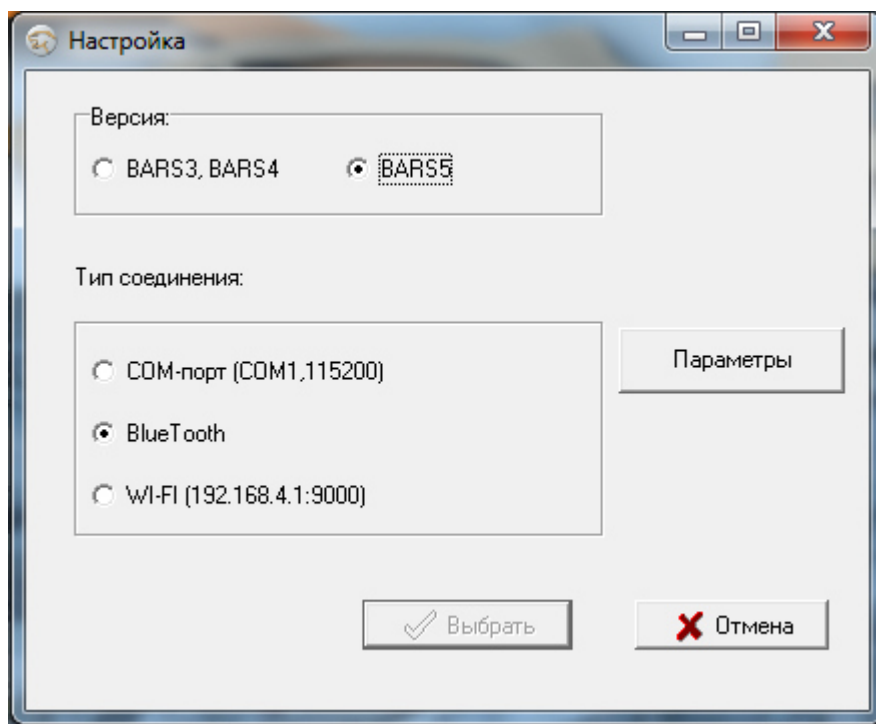 Настройка
Версия:
BARS3, BARS4
BARS5
Тип соединения:
COM-порт (COM1,115200)
Параметры
BlueTooth
WI-FI (192.168.4.1:9000)
Выбрать
Отмена